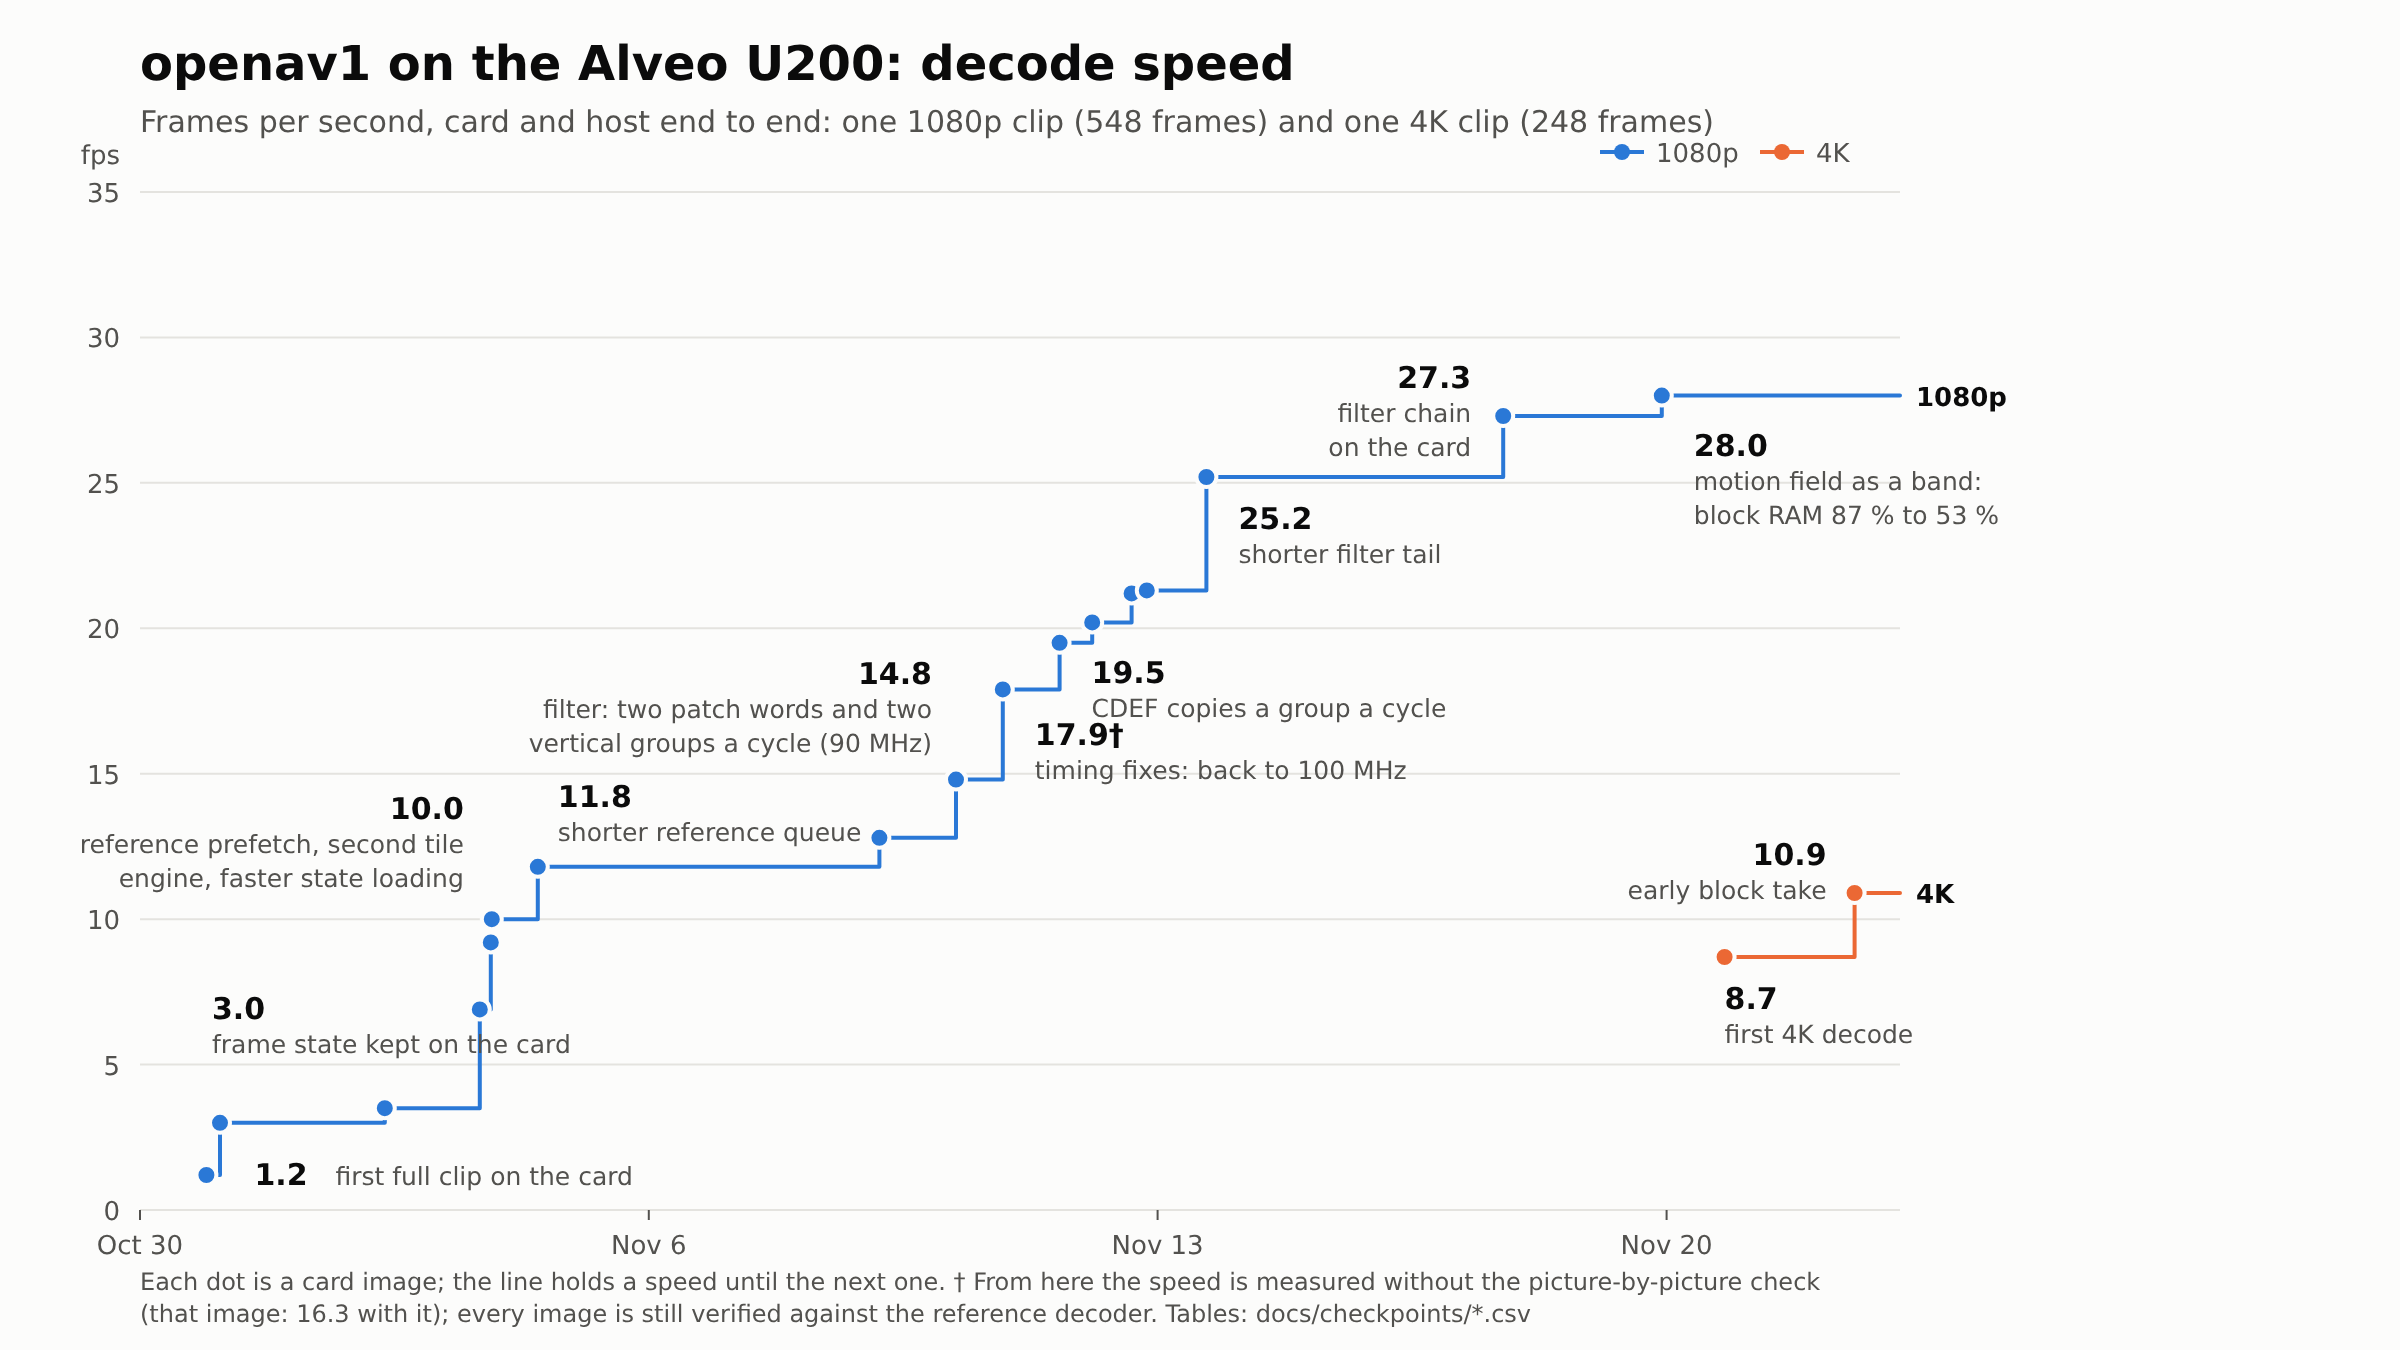 openav1 on the Alveo U200: decode speed
Frames per second, card and host end to end: one 1080p clip (548 frames) and one 4K clip (248 frames)
fps
1080p
4K
35
30
25
20
15
10
5
0
27.3
filter chain
on the card
1080p
28.0
motion field as a band:
block RAM 87 % to 53 %
25.2
shorter filter tail
14.8
filter: two patch words and two
vertical groups a cycle (90 MHz)
19.5
CDEF copies a group a cycle
17.9†
timing fixes: back to 100 MHz
10.0
reference prefetch, second tile
engine, faster state loading
11.8
shorter reference queue
10.9
early block take
4K
8.7
first 4K decode
3.0
frame state kept on the card
1.2 first full clip on the card
Oct 30
Nov 6
Nov 13
Nov 20
Each dot is a card image; the line holds a speed until the next one. † From here the speed is measured without the picture-by-picture check
(that image: 16.3 with it); every image is still verified against the reference decoder. Tables: docs/checkpoints/*.csv